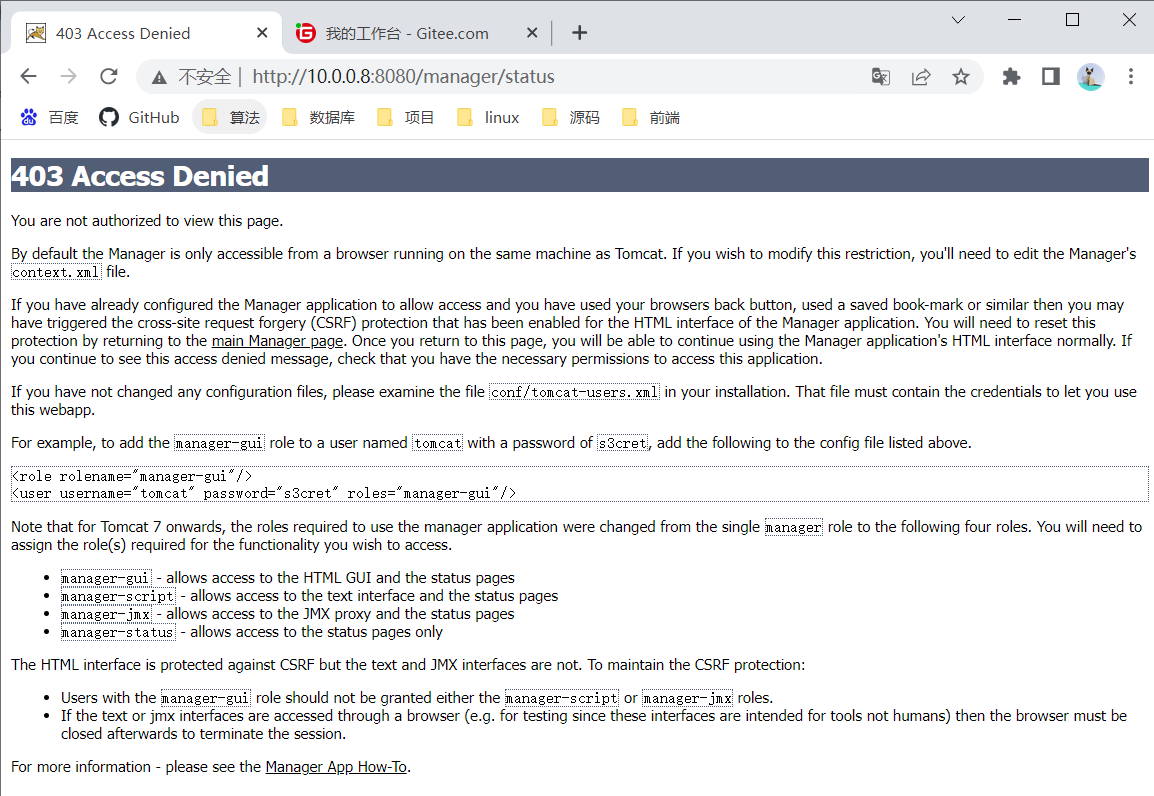 403 Access Denied
我的工作台 - Gitee.com
不安全 | http://10.0.0.8:8080/manager/status
百度
GitHub
算法
数据库
项目
linux
源码
前端
403 Access Denied
You are not authorized to view this page.
By default the Manager is only accessible from a browser running on the same machine as Tomcat. If you wish to modify this restriction, you'll need to edit the Manager's
context.xml file.
If you have already configured the Manager application to allow access and you have used your browsers back button, used a saved book-mark or similar then you may
have triggered the cross-site request forgery (CSRF) protection that has been enabled for the HTML interface of the Manager application. You will need to reset this
protection by returning to the main Manager page. Once you return to this page, you will be able to continue using the Manager application's HTML interface normally. If
you continue to see this access denied message, check that you have the necessary permissions to access this application.
If you have not changed any configuration files, please examine the file conf/tomcat-users.xml in your installation. That file must contain the credentials to let you use
this webapp.
For example, to add the manager-gui role to a user named tomcat with a password of s3cret, add the following to the config file listed above.
<role rolename="manager-gui"/>
<user username="tomcat" password="s3cret" roles="manager-gui"/>
Note that for Tomcat 7 onwards, the roles required to use the manager application were changed from the single manager role to the following four roles. You will need to
assign the role(s) required for the functionality you wish to access.
• manager-gui - allows access to the HTML GUI and the status pages
• manager-script - allows access to the text interface and the status pages
• manager-jmx - allows access to the JMX proxy and the status pages
• manager-status - allows access to the status pages only
The HTML interface is protected against CSRF but the text and JMX interfaces are not. To maintain the CSRF protection:
• Users with the manager-gui role should not be granted either the manager-script or manager-jmx roles.
• If the text or jmx interfaces are accessed through a browser (e.g. for testing since these interfaces are intended for tools not humans) then the browser must be
closed afterwards to terminate the session.
For more information - please see the Manager App How-To.